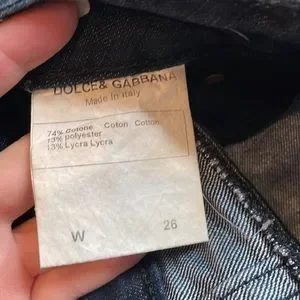 DOLCE & GABBANA
Made in Italy
74% Cotone Coton Cotton
13% polyester
13% Lycra Lycra
W 26